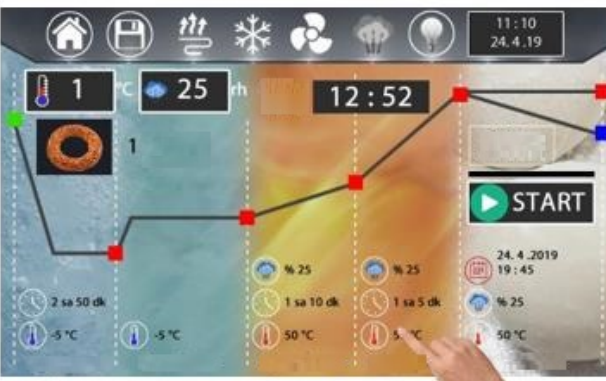 11:10
24.4.19
1 °C 25 rh 12:52
1
START
% 25 % 25 24. 4 .2019
19 : 45
2 sa 50 dk 1 sa 10 dk 1 sa 5 dk % 25
-5 °C -5 °C 50 °C 50 °C